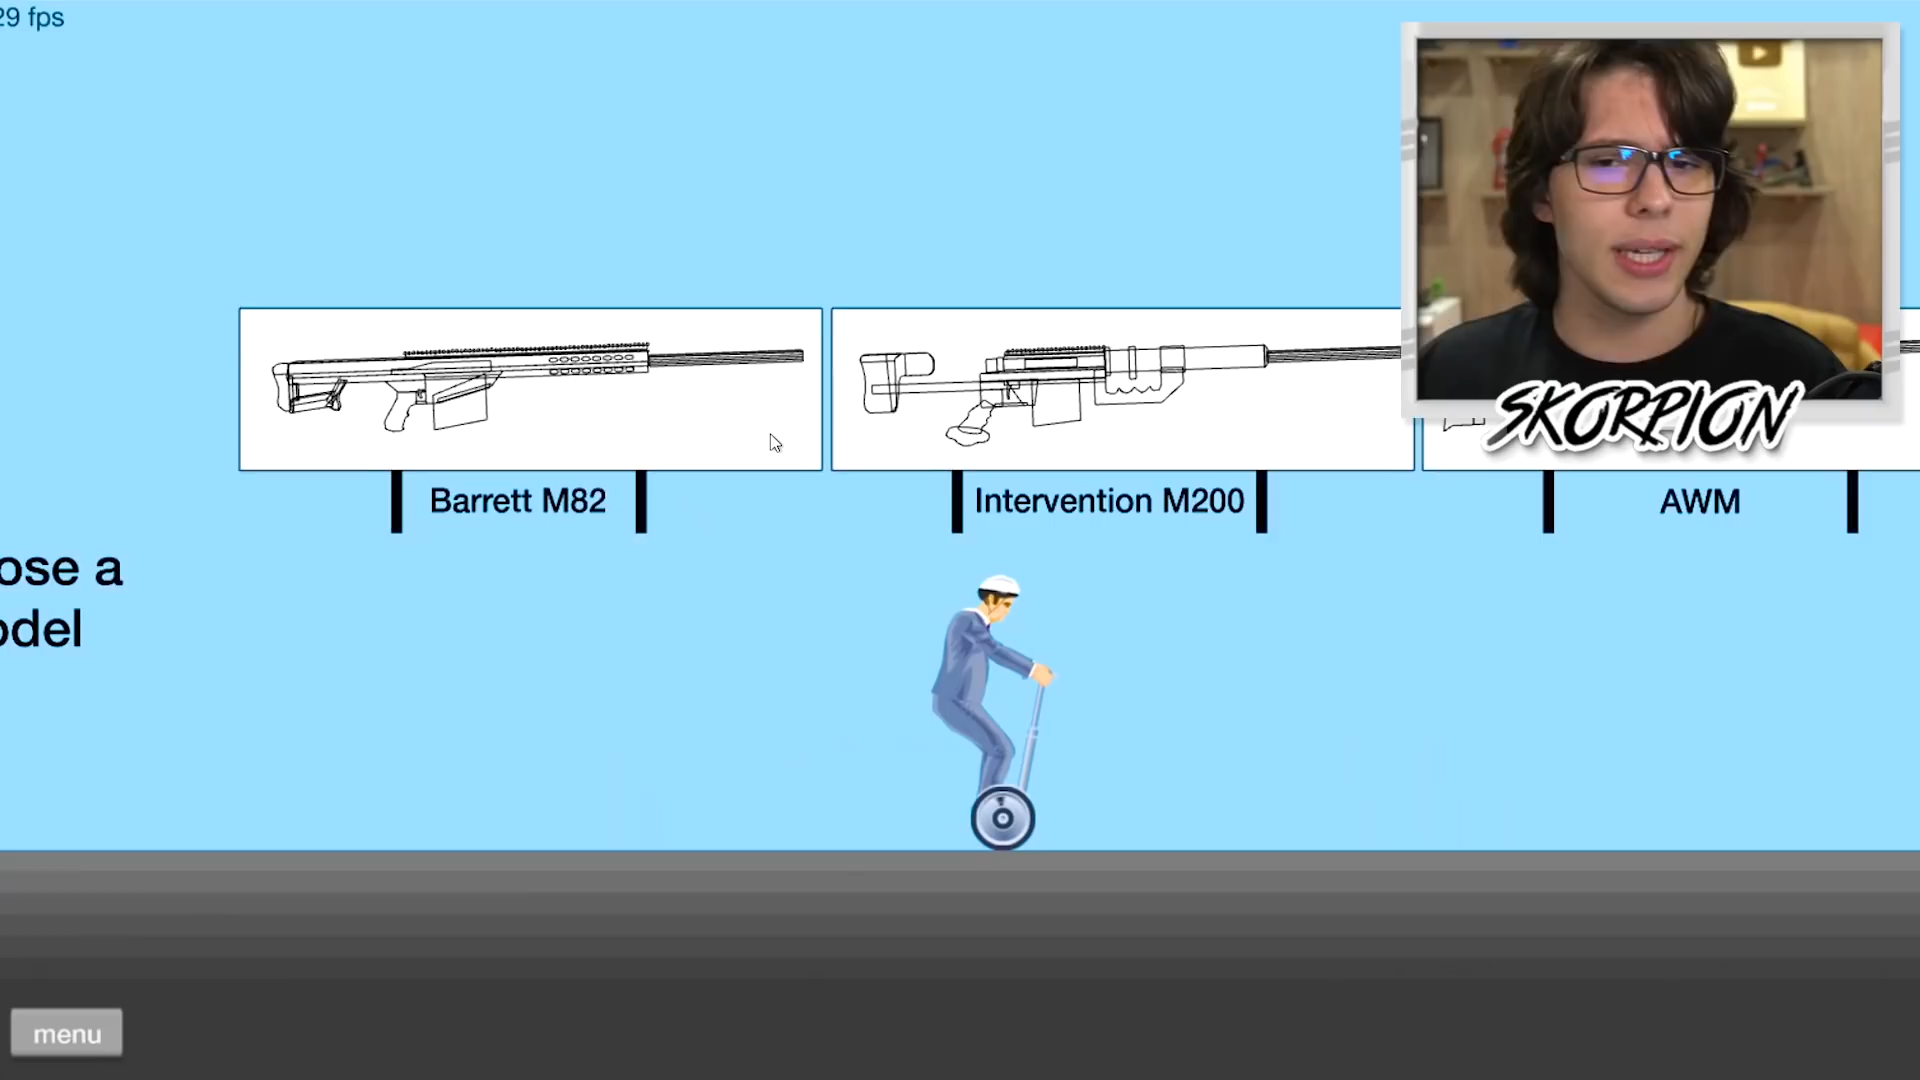 29 fps
SKORPION
Barrett M82
Intervention M200
AWM
ose a
odel
menu